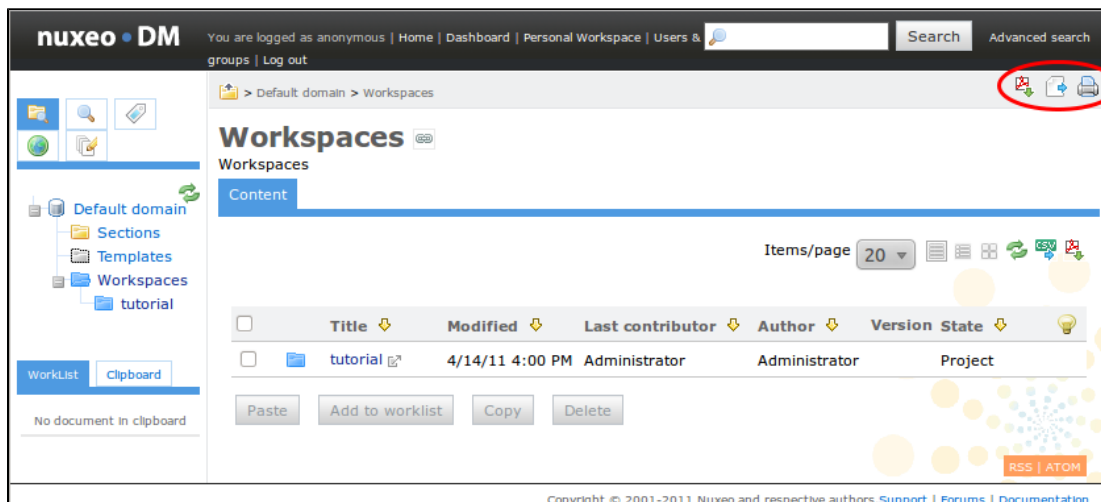 nuxeo DM
You are logged as anonymous | Home | Dashboard | Personal Workspace | Users &
groups | Log out
Search
Advanced search
> Default domain > Workspaces
Workspaces
Workspaces
Content
Default domain
Sections
Templates
Workspaces
tutorial
Items/page 20
CSV
Title Modified Last contributor Author Version State
tutorial 4/14/11 4:00 PM Administrator Administrator Project
WorkList Clipboard
No document in clipboard
Paste Add to worklist Copy Delete
RSS | ATOM
Copyright © 2001-2011 Nuxeo and respective authors Support | Forums | Documentation